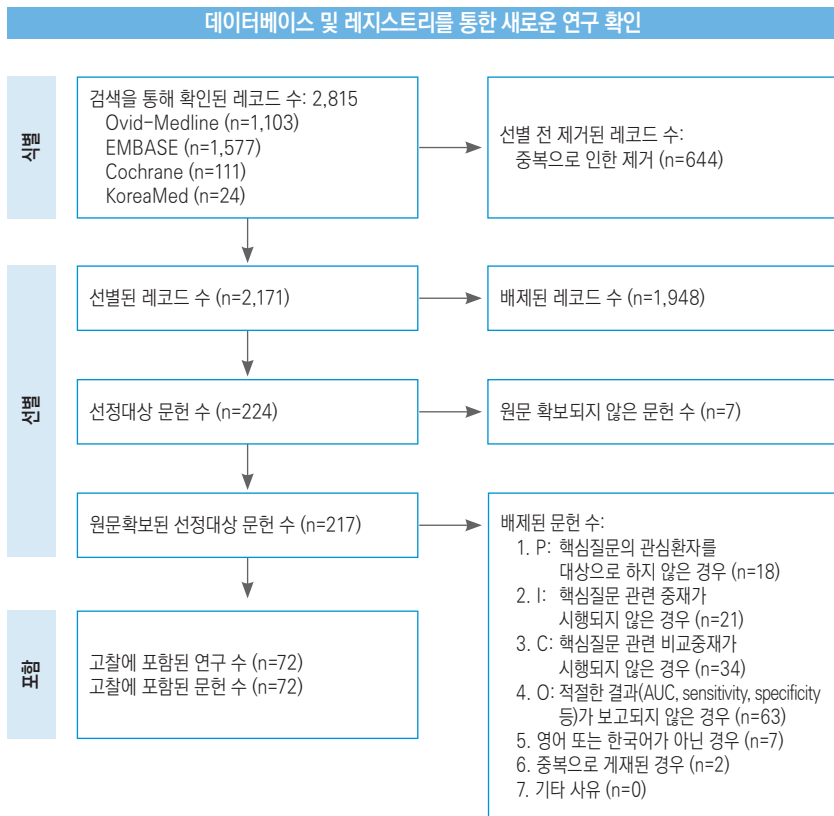 데이터베이스 및 레지스트리를 통한 새로운 연구 확인
식별
검색을 통해 확인된 레코드 수: 2,815
Ovid-Medline (n=1,103)
EMBASE (n=1,577)
Cochrane (n=111)
KoreaMed (n=24)
선별 전 제거된 레코드 수:
중복으로 인한 제거 (n=644)
선별
선별된 레코드 수 (n=2,171)
배제된 레코드 수 (n=1,948)
선정대상 문헌 수 (n=224)
원문 확보되지 않은 문헌 수 (n=7)
원문확보된 선정대상 문헌 수 (n=217)
배제된 문헌 수:
1. P: 핵심질문의 관심환자를
대상으로 하지 않은 경우 (n=18)
2. I: 핵심질문 관련 중재가
시행되지 않은 경우 (n=21)
3. C: 핵심질문 관련 비교중재가
시행되지 않은 경우 (n=34)
4. O: 적절한 결과(AUC, sensitivity, specificity
등)가 보고되지 않은 경우 (n=63)
5. 영어 또는 한국어가 아닌 경우 (n=7)
6. 중복으로 게재된 경우 (n=2)
7. 기타 사유 (n=0)
포함
고찰에 포함된 연구 수 (n=72)
고찰에 포함된 문헌 수 (n=72)